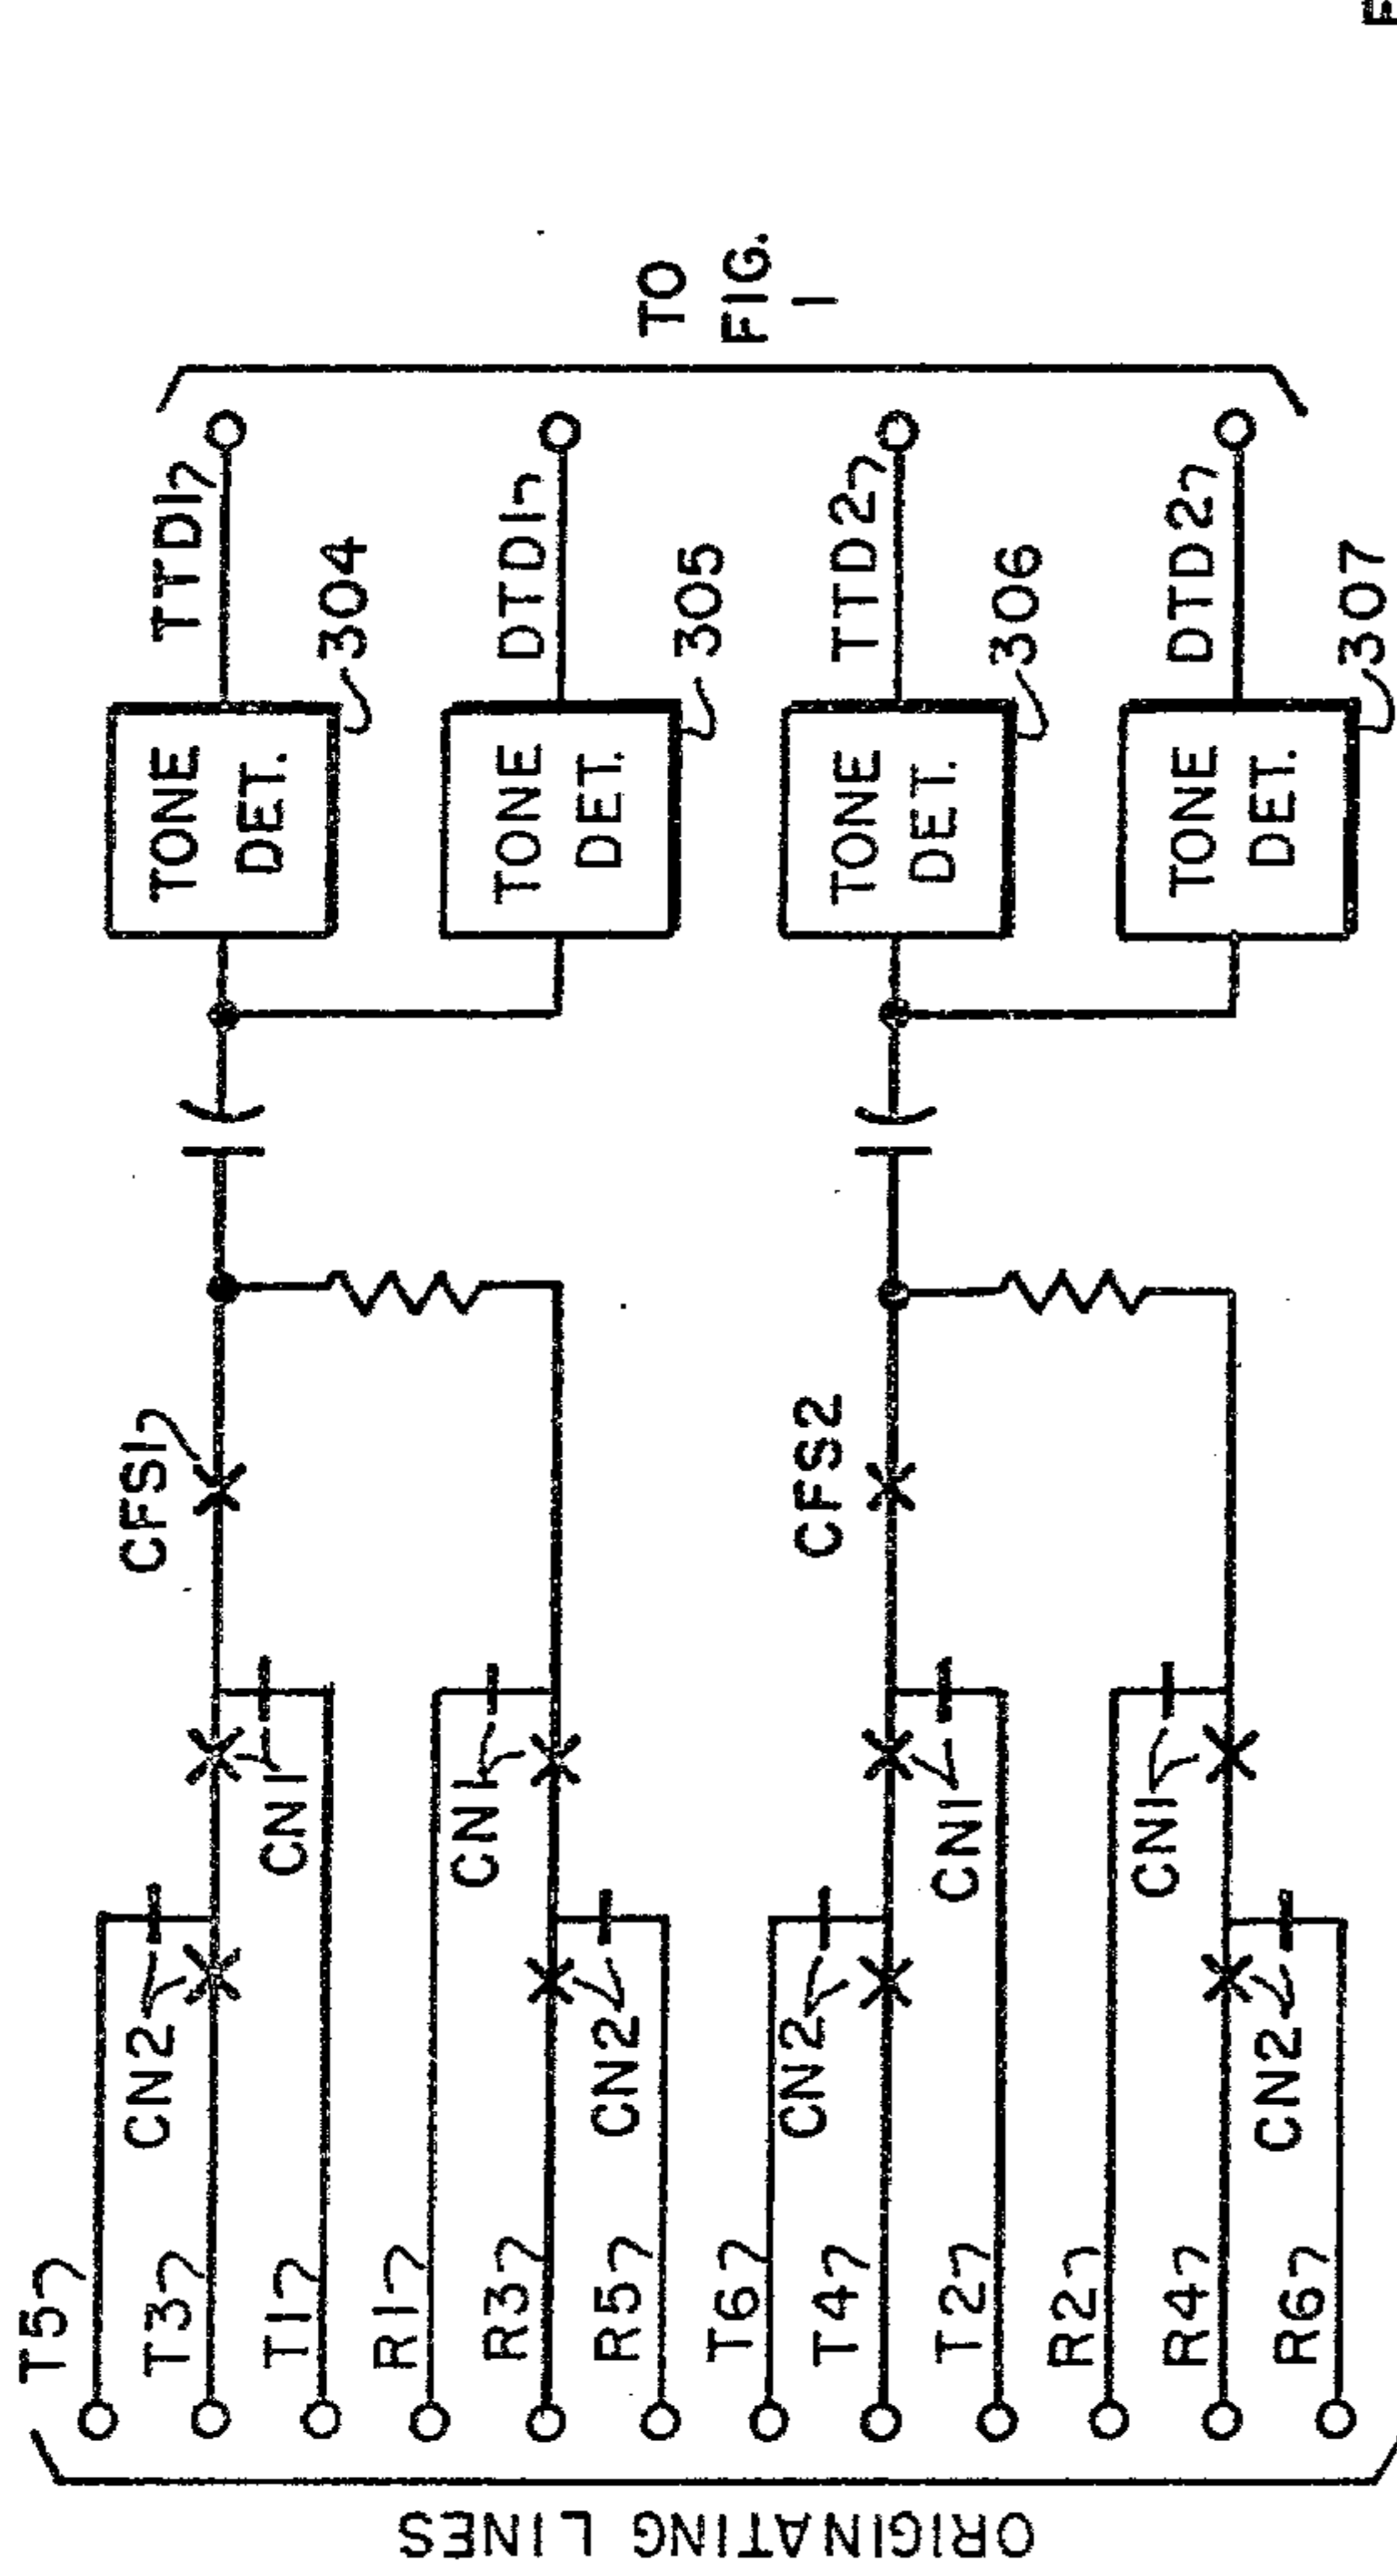 ORIGINATING LINES
T5
T3
T1
R1
R3
R5
T6
T4
T2
R2
R4
R6
CN2
CN1
CN1
CN2
CN2
CN1
CN1
CN2
CFS1
CFS2
TONE
DET.
304
TONE
DET.
305
TONE
DET.
306
TONE
DET.
307
TTD1
DTD1
TTD2
DTD2
TO
FIG.
1